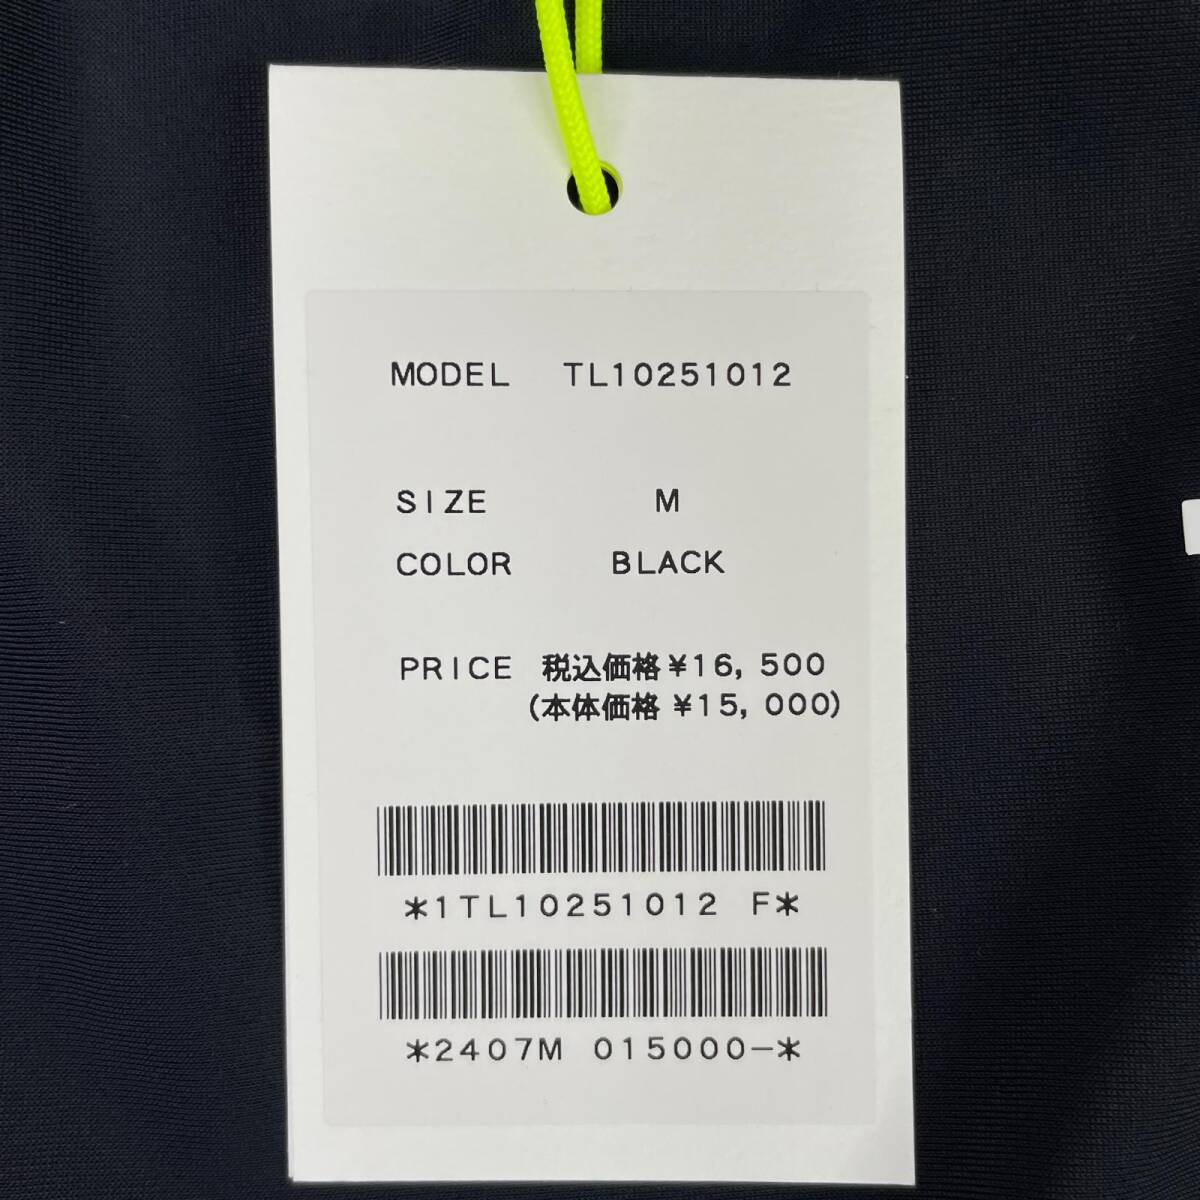 MODEL TL10251012
SIZE M
COLOR BLACK
PRICE 税込価格¥16,500
(本体価格 ¥15,000)
*1TL10251012 F*
*2407M 015000-*